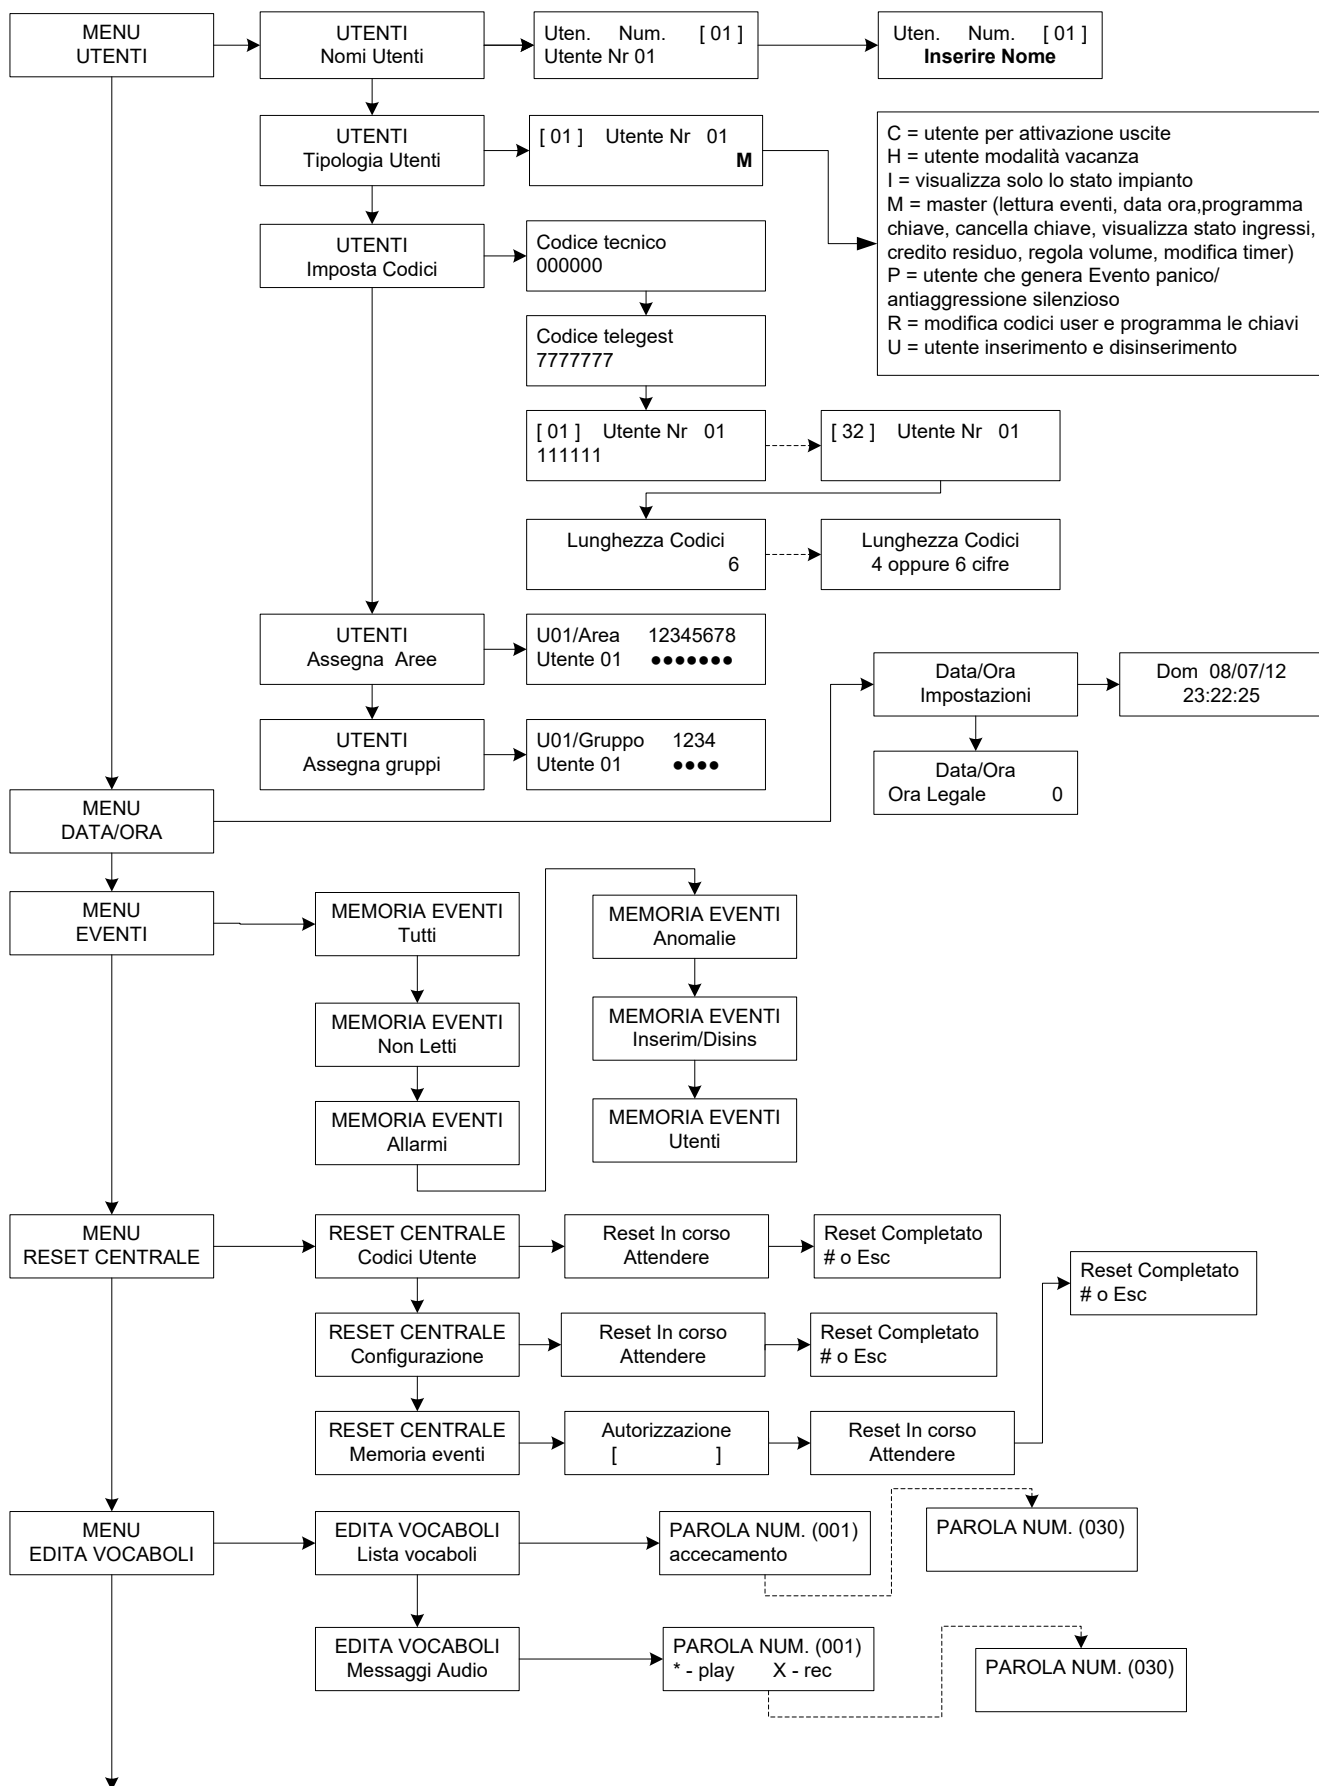 MENU
UTENTI
UTENTI
Nomi Utenti
Uten. Num. [ 01 ]
Utente Nr 01
Uten. Num. [ 01 ]
Inserire Nome
UTENTI
Tipologia Utenti
[ 01 ] Utente Nr 01
M
C = utente per attivazione uscite
H = utente modalità vacanza
I = visualizza solo lo stato impianto
M = master (lettura eventi, data ora,programma
chiave, cancella chiave, visualizza stato ingressi,
credito residuo, regola volume, modifica timer)
P = utente che genera Evento panico/
antiaggressione silenzioso
R = modifica codici user e programma le chiavi
U = utente inserimento e disinserimento
UTENTI
Imposta Codici
Codice tecnico
000000
Codice telegest
7777777
[ 01 ] Utente Nr 01
111111
[ 32 ] Utente Nr 01
Lunghezza Codici
6
Lunghezza Codici
4 oppure 6 cifre
UTENTI
Assegna Aree
U01/Area 12345678
Utente 01 ●●●●●●●
UTENTI
Assegna gruppi
U01/Gruppo 1234
Utente 01 ●●●●
Data/Ora
Impostazioni
Dom 08/07/12
23:22:25
Data/Ora
Ora Legale 0
MENU
DATA/ORA
MENU
EVENTI
MEMORIA EVENTI
Tutti
MEMORIA EVENTI
Non Letti
MEMORIA EVENTI
Allarmi
MEMORIA EVENTI
Anomalie
MEMORIA EVENTI
Inserim/Disins
MEMORIA EVENTI
Utenti
MENU
RESET CENTRALE
RESET CENTRALE
Codici Utente
Reset In corso
Attendere
Reset Completato
# o Esc
RESET CENTRALE
Configurazione
Reset In corso
Attendere
Reset Completato
# o Esc
RESET CENTRALE
Memoria eventi
Autorizzazione
[ ]
Reset In corso
Attendere
Reset Completato
# o Esc
MENU
EDITA VOCABOLI
EDITA VOCABOLI
Lista vocaboli
PAROLA NUM. (001)
accecamento
PAROLA NUM. (030)
EDITA VOCABOLI
Messaggi Audio
PAROLA NUM. (001)
* - play X - rec
PAROLA NUM. (030)